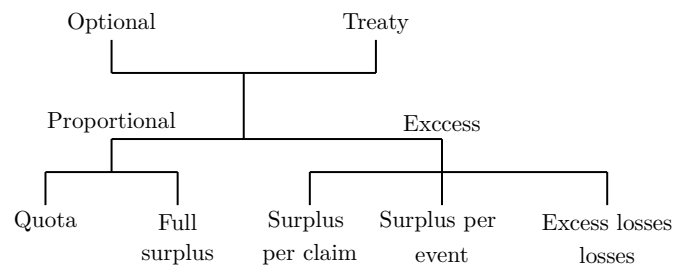 Optional
Treaty
Proportional
Exccess
Quota
Full
surplus
Surplus
per claim
Surplus per
event
Excess losses
losses